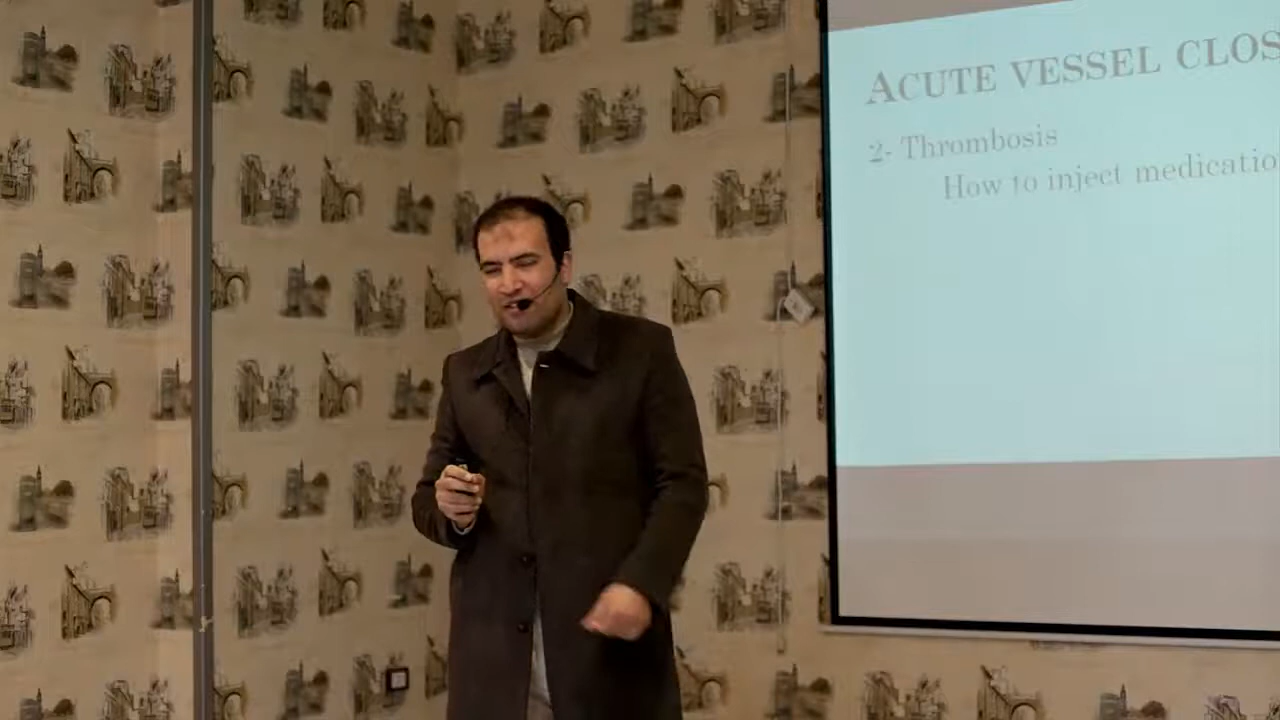 ACUTE VESSEL CLOS
2- Thrombosis
How to inject medicatio